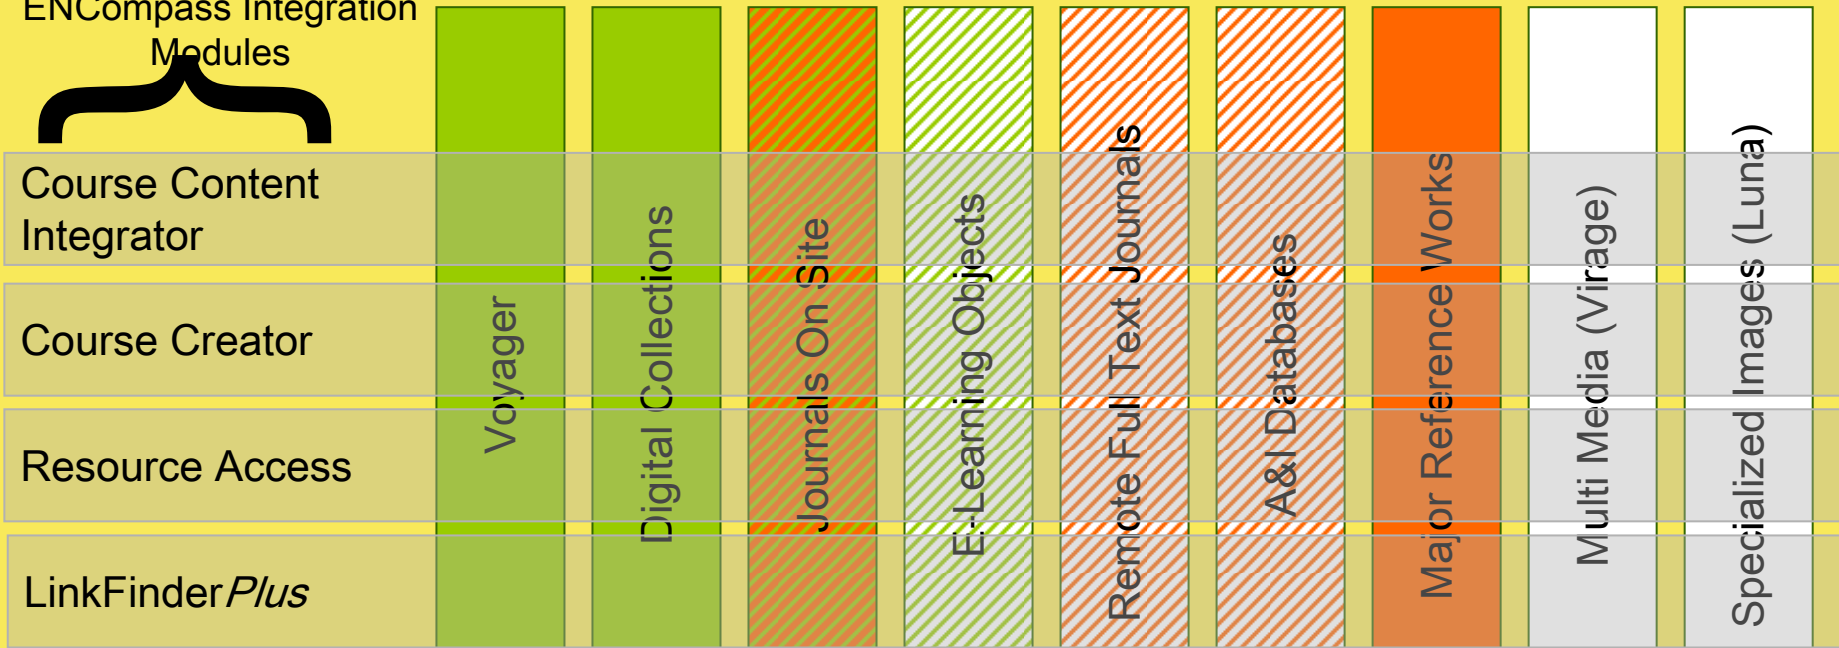 ENCompass Integration
Modules
Course Content
Integrator
Course Creator
Resource Access
LinkFinderPlus
Voyager
Digital Collections
Journals On Site
E-Learning Objects
Remote Full Text Journals
A&I Databases
Major Reference Works
Multi Media (Virage)
Specialized Images (Luna)